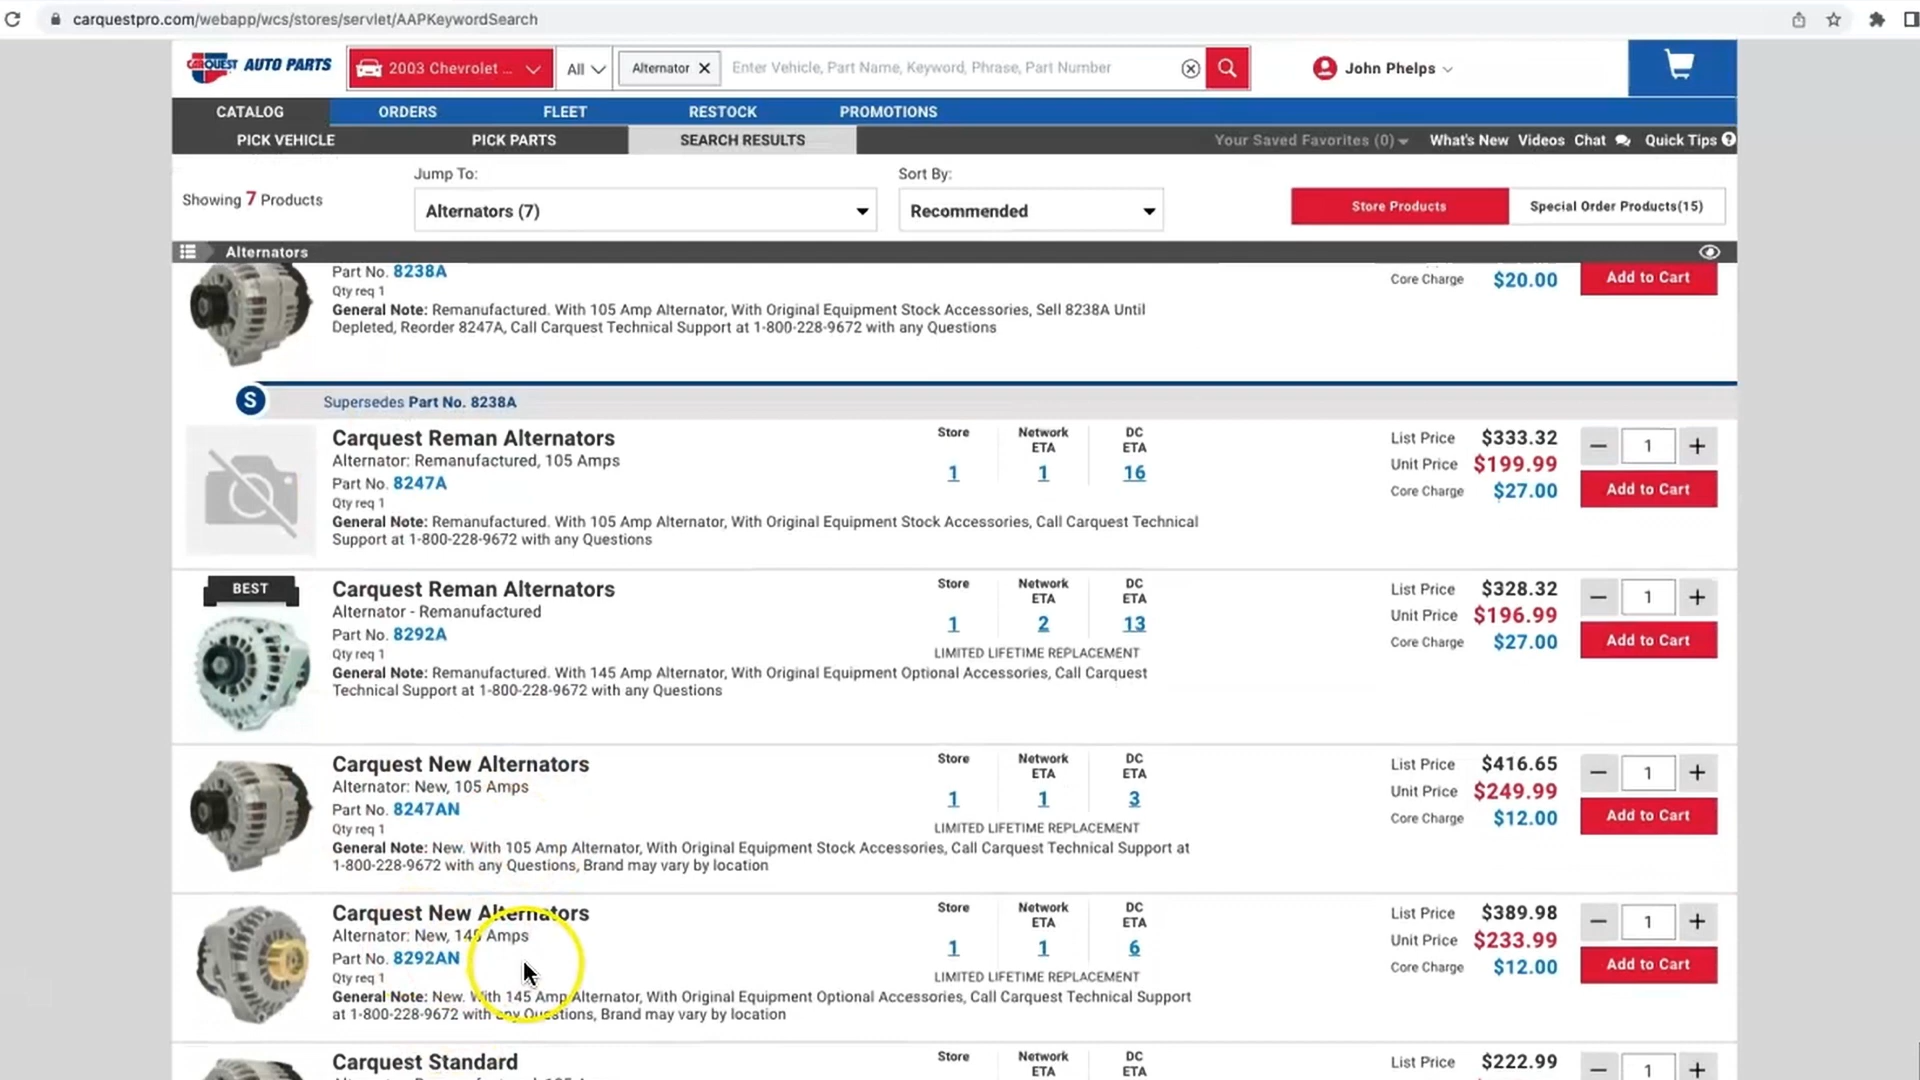 carquestpro.com/webapp/wcs/stores/servlet/AAPKeywordSearch
CARQUEST AUTO PARTS
2003 Chevrolet ...
All
Alternator
Enter Vehicle, Part Name, Keyword, Phrase, Part Number
John Phelps
CATALOG ORDERS FLEET RESTOCK PROMOTIONS
PICK VEHICLE PICK PARTS SEARCH RESULTS Your Saved Favorites (0) What's New Videos Chat Quick Tips
Jump To: Sort By:
Showing 7 Products
Alternators (7) Recommended Store Products Special Order Products(15)
Alternators
Part No. 8238A
Qty req 1
General Note: Remanufactured. With 105 Amp Alternator, With Original Equipment Stock Accessories, Sell 8238A Until
Depleted, Reorder 8247A, Call Carquest Technical Support at 1-800-228-9672 with any Questions
Core Charge $20.00 Add to Cart
S Supersedes Part No. 8238A
Carquest Reman Alternators
Alternator: Remanufactured, 105 Amps
Part No. 8247A
Qty req 1
General Note: Remanufactured. With 105 Amp Alternator, With Original Equipment Stock Accessories, Call Carquest Technical
Support at 1-800-228-9672 with any Questions
Store Network DC
ETA ETA
1 1 16
List Price $333.32
Unit Price $199.99
Core Charge $27.00
1
Add to Cart
BEST
Carquest Reman Alternators
Alternator - Remanufactured
Part No. 8292A
Qty req 1
General Note: Remanufactured. With 145 Amp Alternator, With Original Equipment Optional Accessories, Call Carquest
Technical Support at 1-800-228-9672 with any Questions
Store Network DC
ETA ETA
1 2 13
LIMITED LIFETIME REPLACEMENT
List Price $328.32
Unit Price $196.99
Core Charge $27.00
1
Add to Cart
Carquest New Alternators
Alternator: New, 105 Amps
Part No. 8247AN
Qty req 1
General Note: New. With 105 Amp Alternator, With Original Equipment Stock Accessories, Call Carquest Technical Support at
1-800-228-9672 with any Questions, Brand may vary by location
Store Network DC
ETA ETA
1 1 3
LIMITED LIFETIME REPLACEMENT
List Price $416.65
Unit Price $249.99
Core Charge $12.00
1
Add to Cart
Carquest New Alternators
Alternator: New, 145 Amps
Part No. 8292AN
Qty req 1
General Note: New. With 145 Amp Alternator, With Original Equipment Optional Accessories, Call Carquest Technical Support
at 1-800-228-9672 with any Questions, Brand may vary by location
Store Network DC
ETA ETA
1 1 6
LIMITED LIFETIME REPLACEMENT
List Price $389.98
Unit Price $233.99
Core Charge $12.00
1
Add to Cart
Carquest Standard
Store Network DC
ETA ETA
List Price $222.99
1